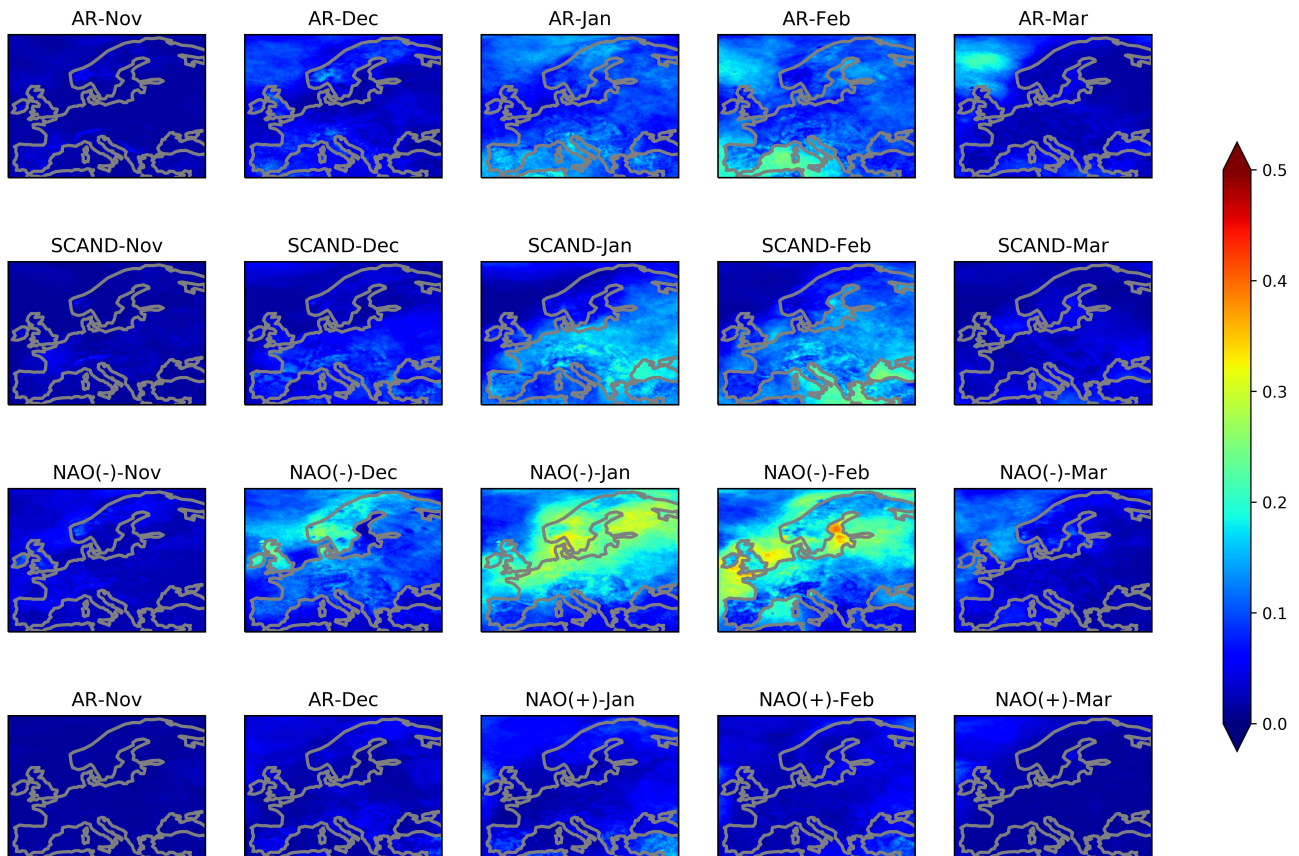 AR-Nov AR-Dec AR-Jan AR-Feb AR-Mar
SCAND-Nov SCAND-Dec SCAND-Jan SCAND-Feb SCAND-Mar
NAO(-)-Nov NAO(-)-Dec NAO(-)-Jan NAO(-)-Feb NAO(-)-Mar
AR-Nov AR-Dec NAO(+)-Jan NAO(+)-Feb NAO(+)-Mar
0.5
0.4
0.3
0.2
0.1
0.0